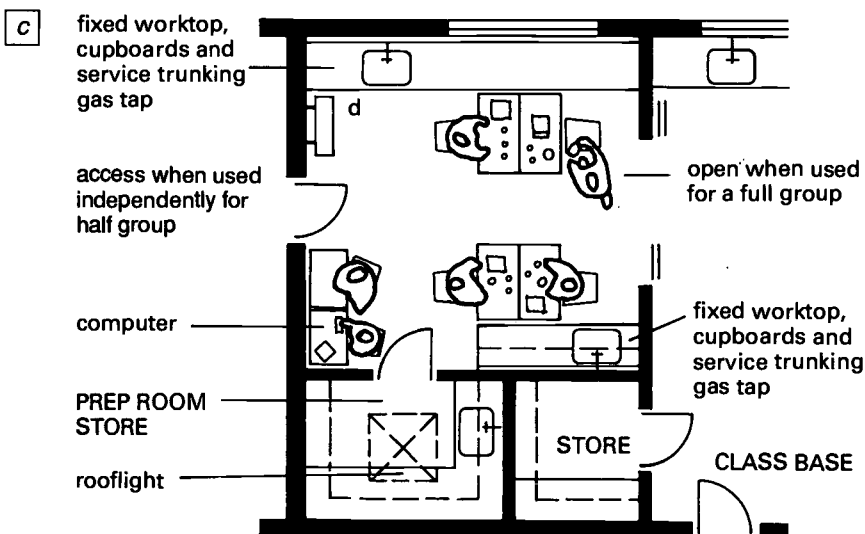 c
fixed worktop,
cupboards and
service trunking
gas tap
d
access when used
independently for
half group
open when used
for a full group
computer
fixed worktop,
cupboards and
service trunking
gas tap
PREP ROOM
STORE
rooflight
STORE
CLASS BASE